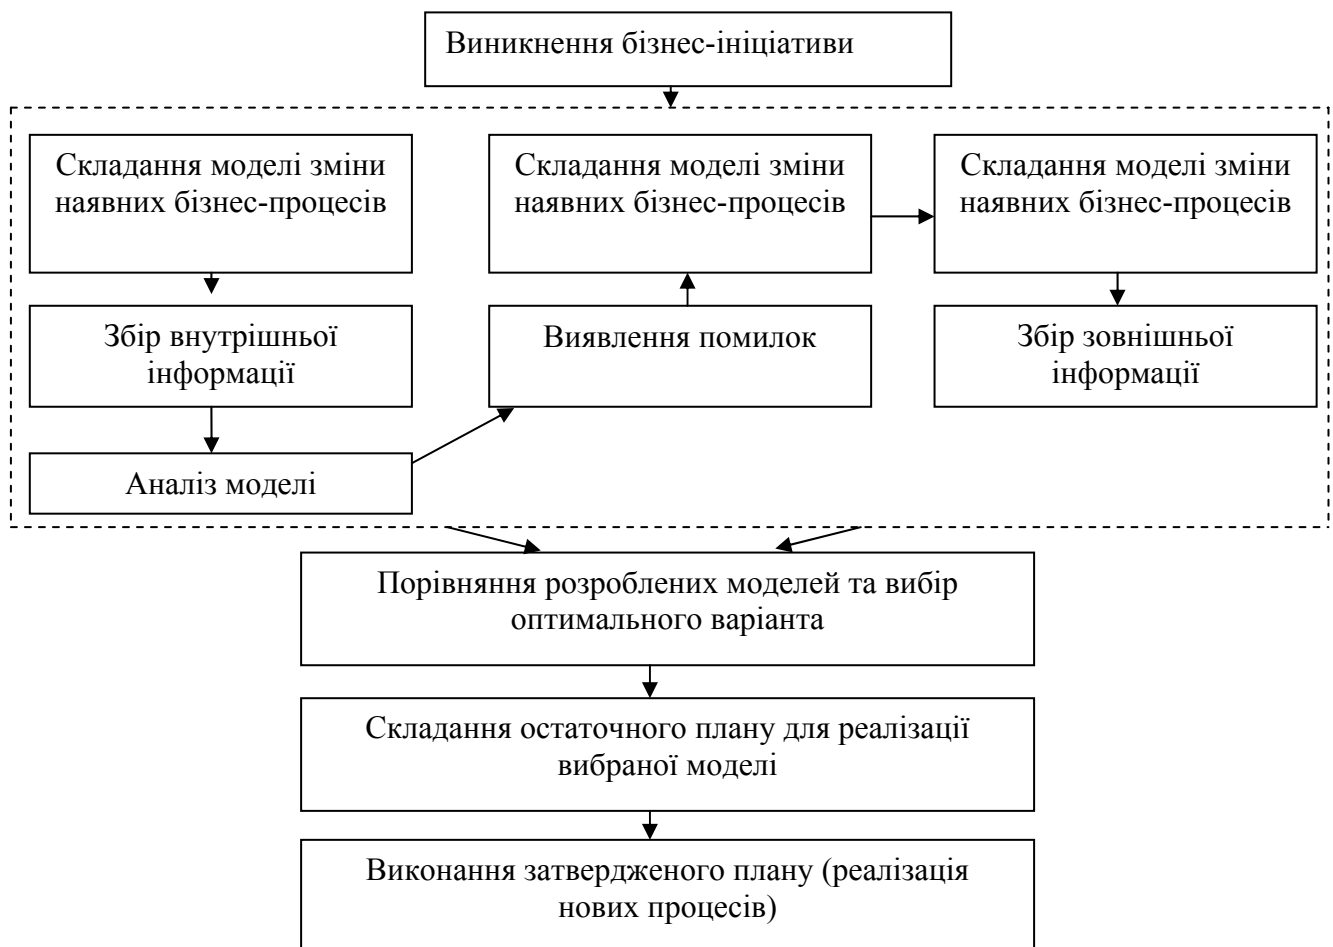 Виникнення бізнес-ініціативи
Складання моделі зміни
наявних бізнес-процесів
Складання моделі зміни
наявних бізнес-процесів
Складання моделі зміни
наявних бізнес-процесів
Збір внутрішньої
інформації
Виявлення помилок
Збір зовнішньої
інформації
Аналіз моделі
Порівняння розроблених моделей та вибір
оптимального варіанта
Складання остаточного плану для реалізації
вибраної моделі
Виконання затвердженого плану (реалізація
нових процесів)